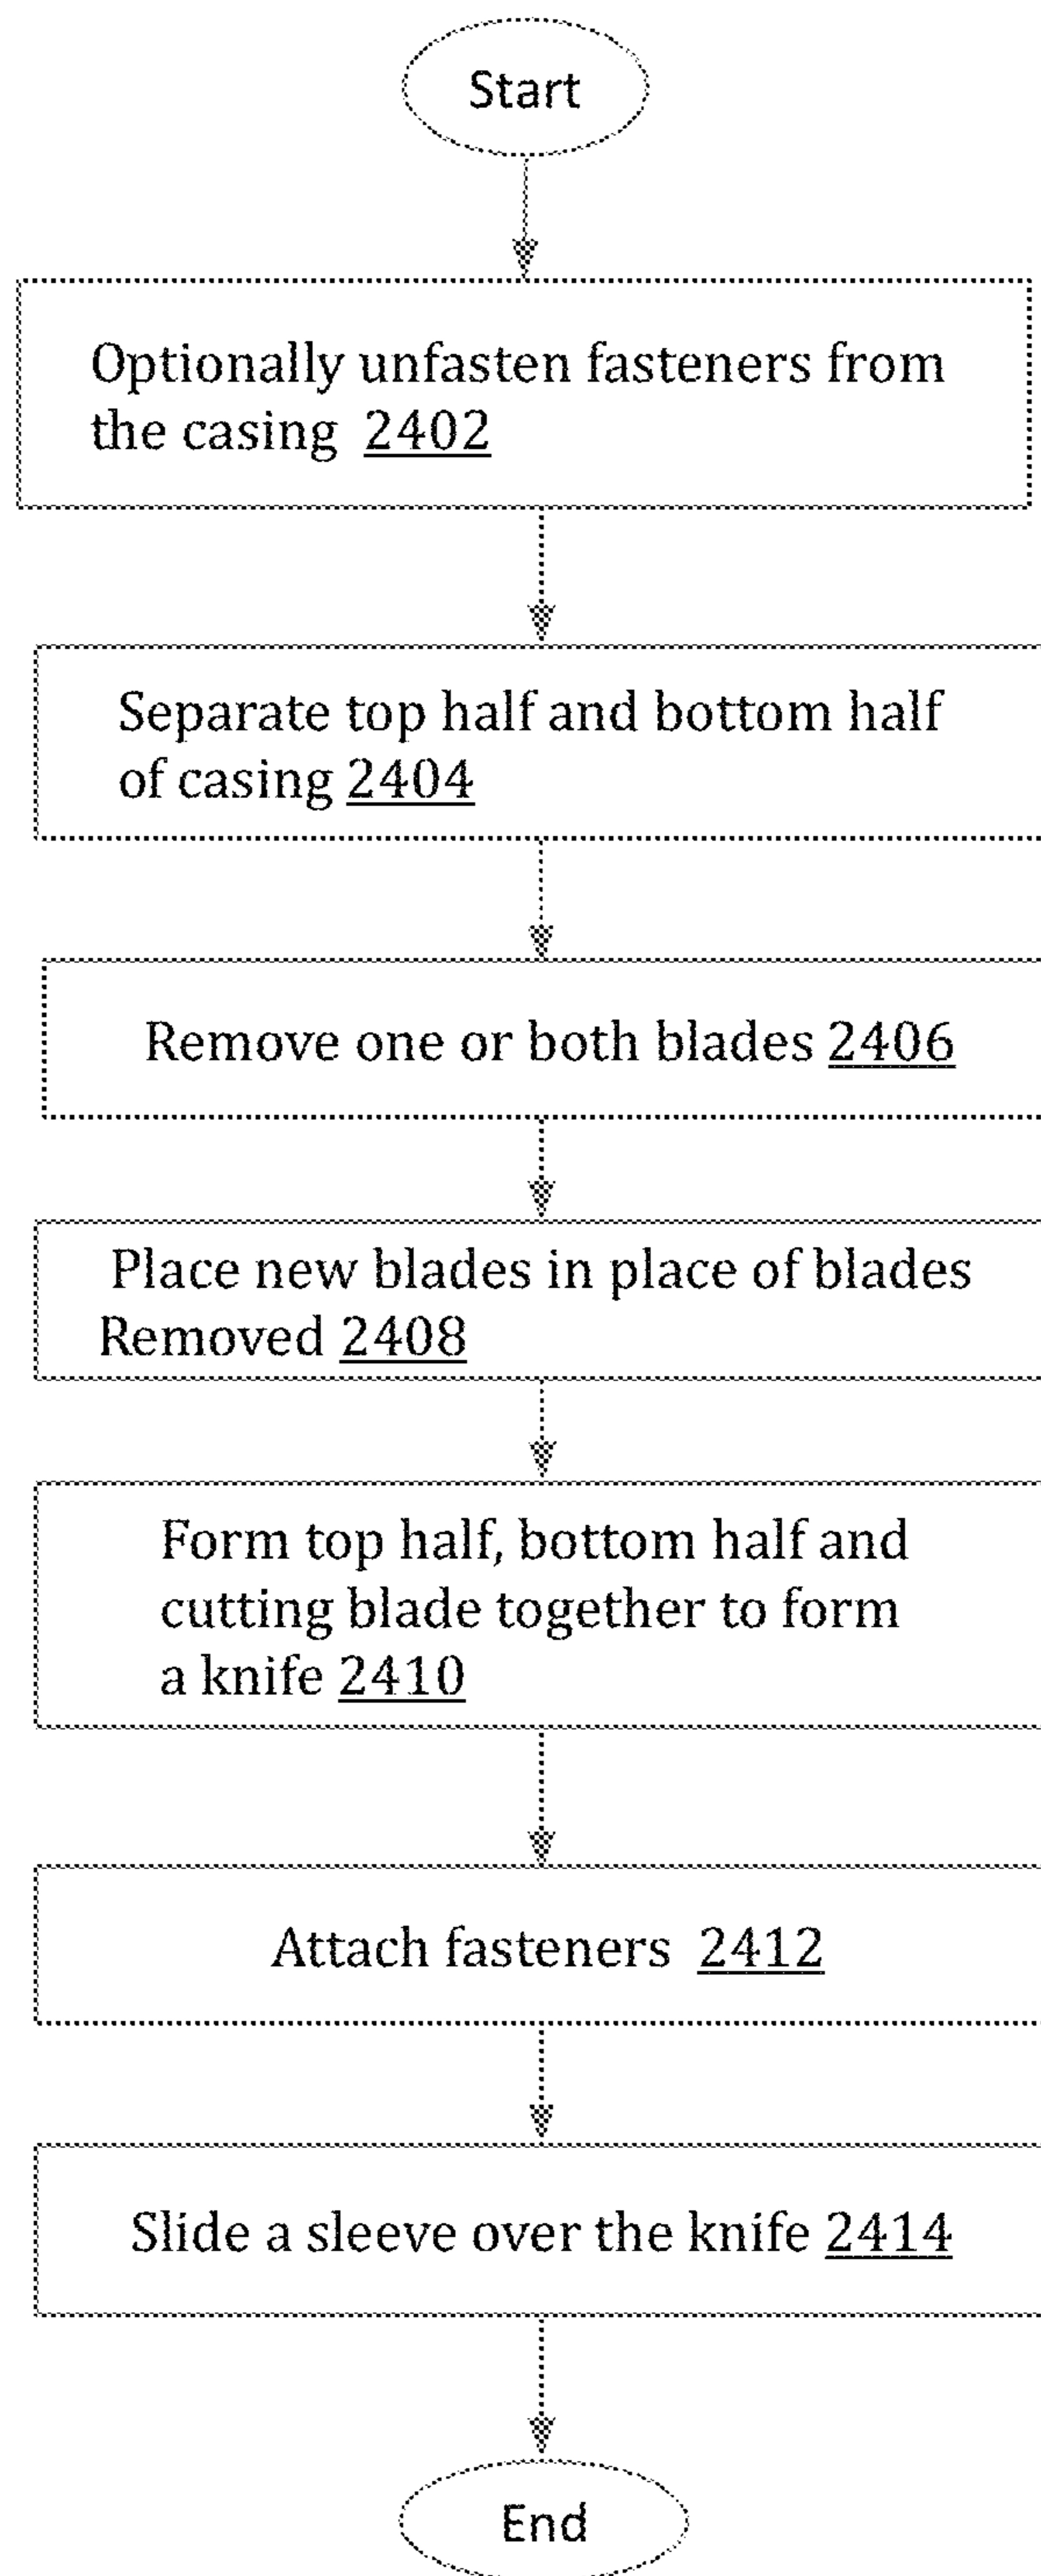 Start
Optionally unfasten fasteners from
the casing 2402
Separate top half and bottom half
of casing 2404
Remove one or both blades 2406
Place new blades in place of blades
Removed 2408
Form top half, bottom half and
cutting blade together to form
a knife 2410
Attach fasteners 2412
Slide a sleeve over the knife 2414
End